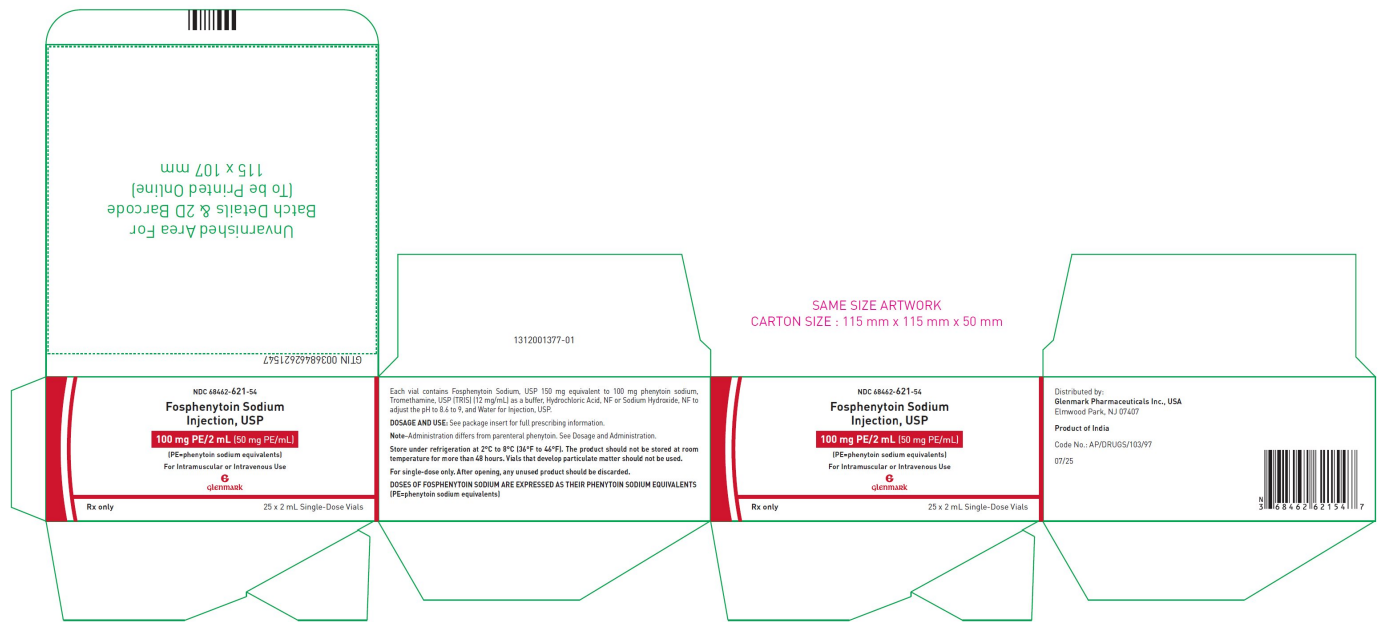 Unvarnished Area For
Batch Details & 2D Barcode
(To be Printed Online)
115 x 107 mm
GTIN 00368462621547
1312001377-01
SAME SIZE ARTWORK
CARTON SIZE : 115 mm x 115 mm x 50 mm
NDC 68462-621-54
Fosphenytoin Sodium
Injection, USP
100 mg PE/2 mL (50 mg PE/mL)
(PE=phenytoin sodium equivalents)
For Intramuscular or Intravenous Use
G
GLENMARK
Rx only
25 x 2 mL Single-Dose Vials
Each vial contains Fosphenytoin Sodium, USP 150 mg equivalent to 100 mg phenytoin sodium,
Tromethamine, USP (TRIS) (12 mg/mL) as a buffer, Hydrochloric Acid, NF or Sodium Hydroxide, NF to
adjust the pH to 8.6 to 9, and Water for Injection, USP.
DOSAGE AND USE: See package insert for full prescribing information.
Note–Administration differs from parenteral phenytoin. See Dosage and Administration.
Store under refrigeration at 2°C to 8°C (36°F to 46°F). The product should not be stored at room
temperature for more than 48 hours. Vials that develop particulate matter should not be used.
For single-dose only. After opening, any unused product should be discarded.
DOSES OF FOSPHENYTOIN SODIUM ARE EXPRESSED AS THEIR PHENYTOIN SODIUM EQUIVALENTS
(PE=phenytoin sodium equivalents)
NDC 68462-621-54
Fosphenytoin Sodium
Injection, USP
100 mg PE/2 mL (50 mg PE/mL)
(PE=phenytoin sodium equivalents)
For Intramuscular or Intravenous Use
G
GLENMARK
Rx only
25 x 2 mL Single-Dose Vials
Distributed by:
Glenmark Pharmaceuticals Inc., USA
Elmwood Park, NJ 07407
Product of India
Code No.: AP/DRUGS/103/97
07/25
N
3 68462 62154 7